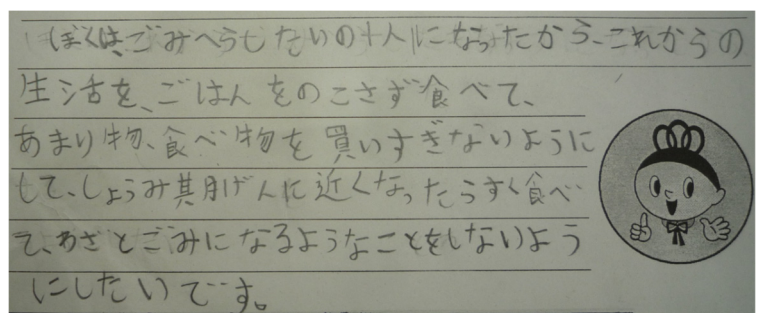 ぼくは、ごみへらしたいの十人になったから、これからの
生活を、ごはんをのこさず食べて、
あまり物、食べ物を買いすぎないように
して、しょうみ期げんに近くなったらすく食べ
て、わざとごみになるようなことをしないよう
にしたいです。